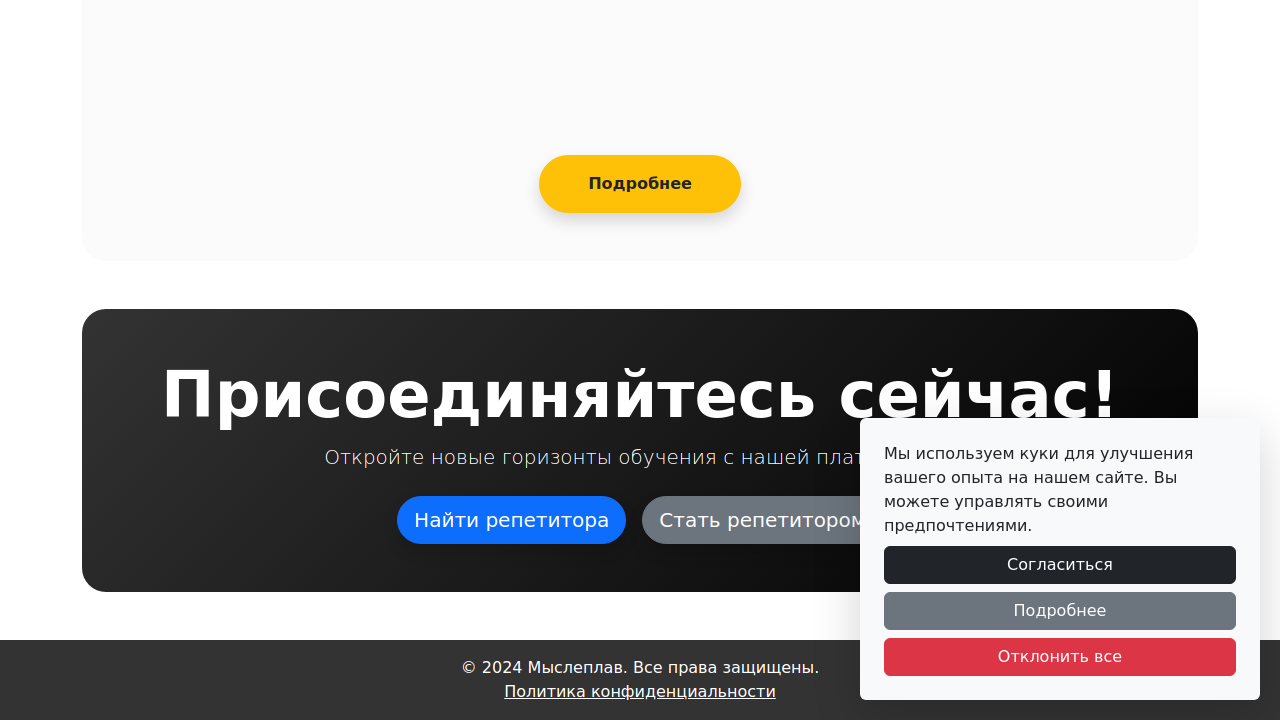 Подробнее
Присоединяйтесь сейчас!
Откройте новые горизонты обучения с нашей
Найти репетитора
Стать репетитором
Мы используем куки для улучшения
вашего опыта на нашем сайте. Вы
можете управлять своими
предпочтениями.
Согласиться
Подробнее
Отклонить все
© 2024 Мыслеплав. Все права защищены.
Политика конфиденциальности